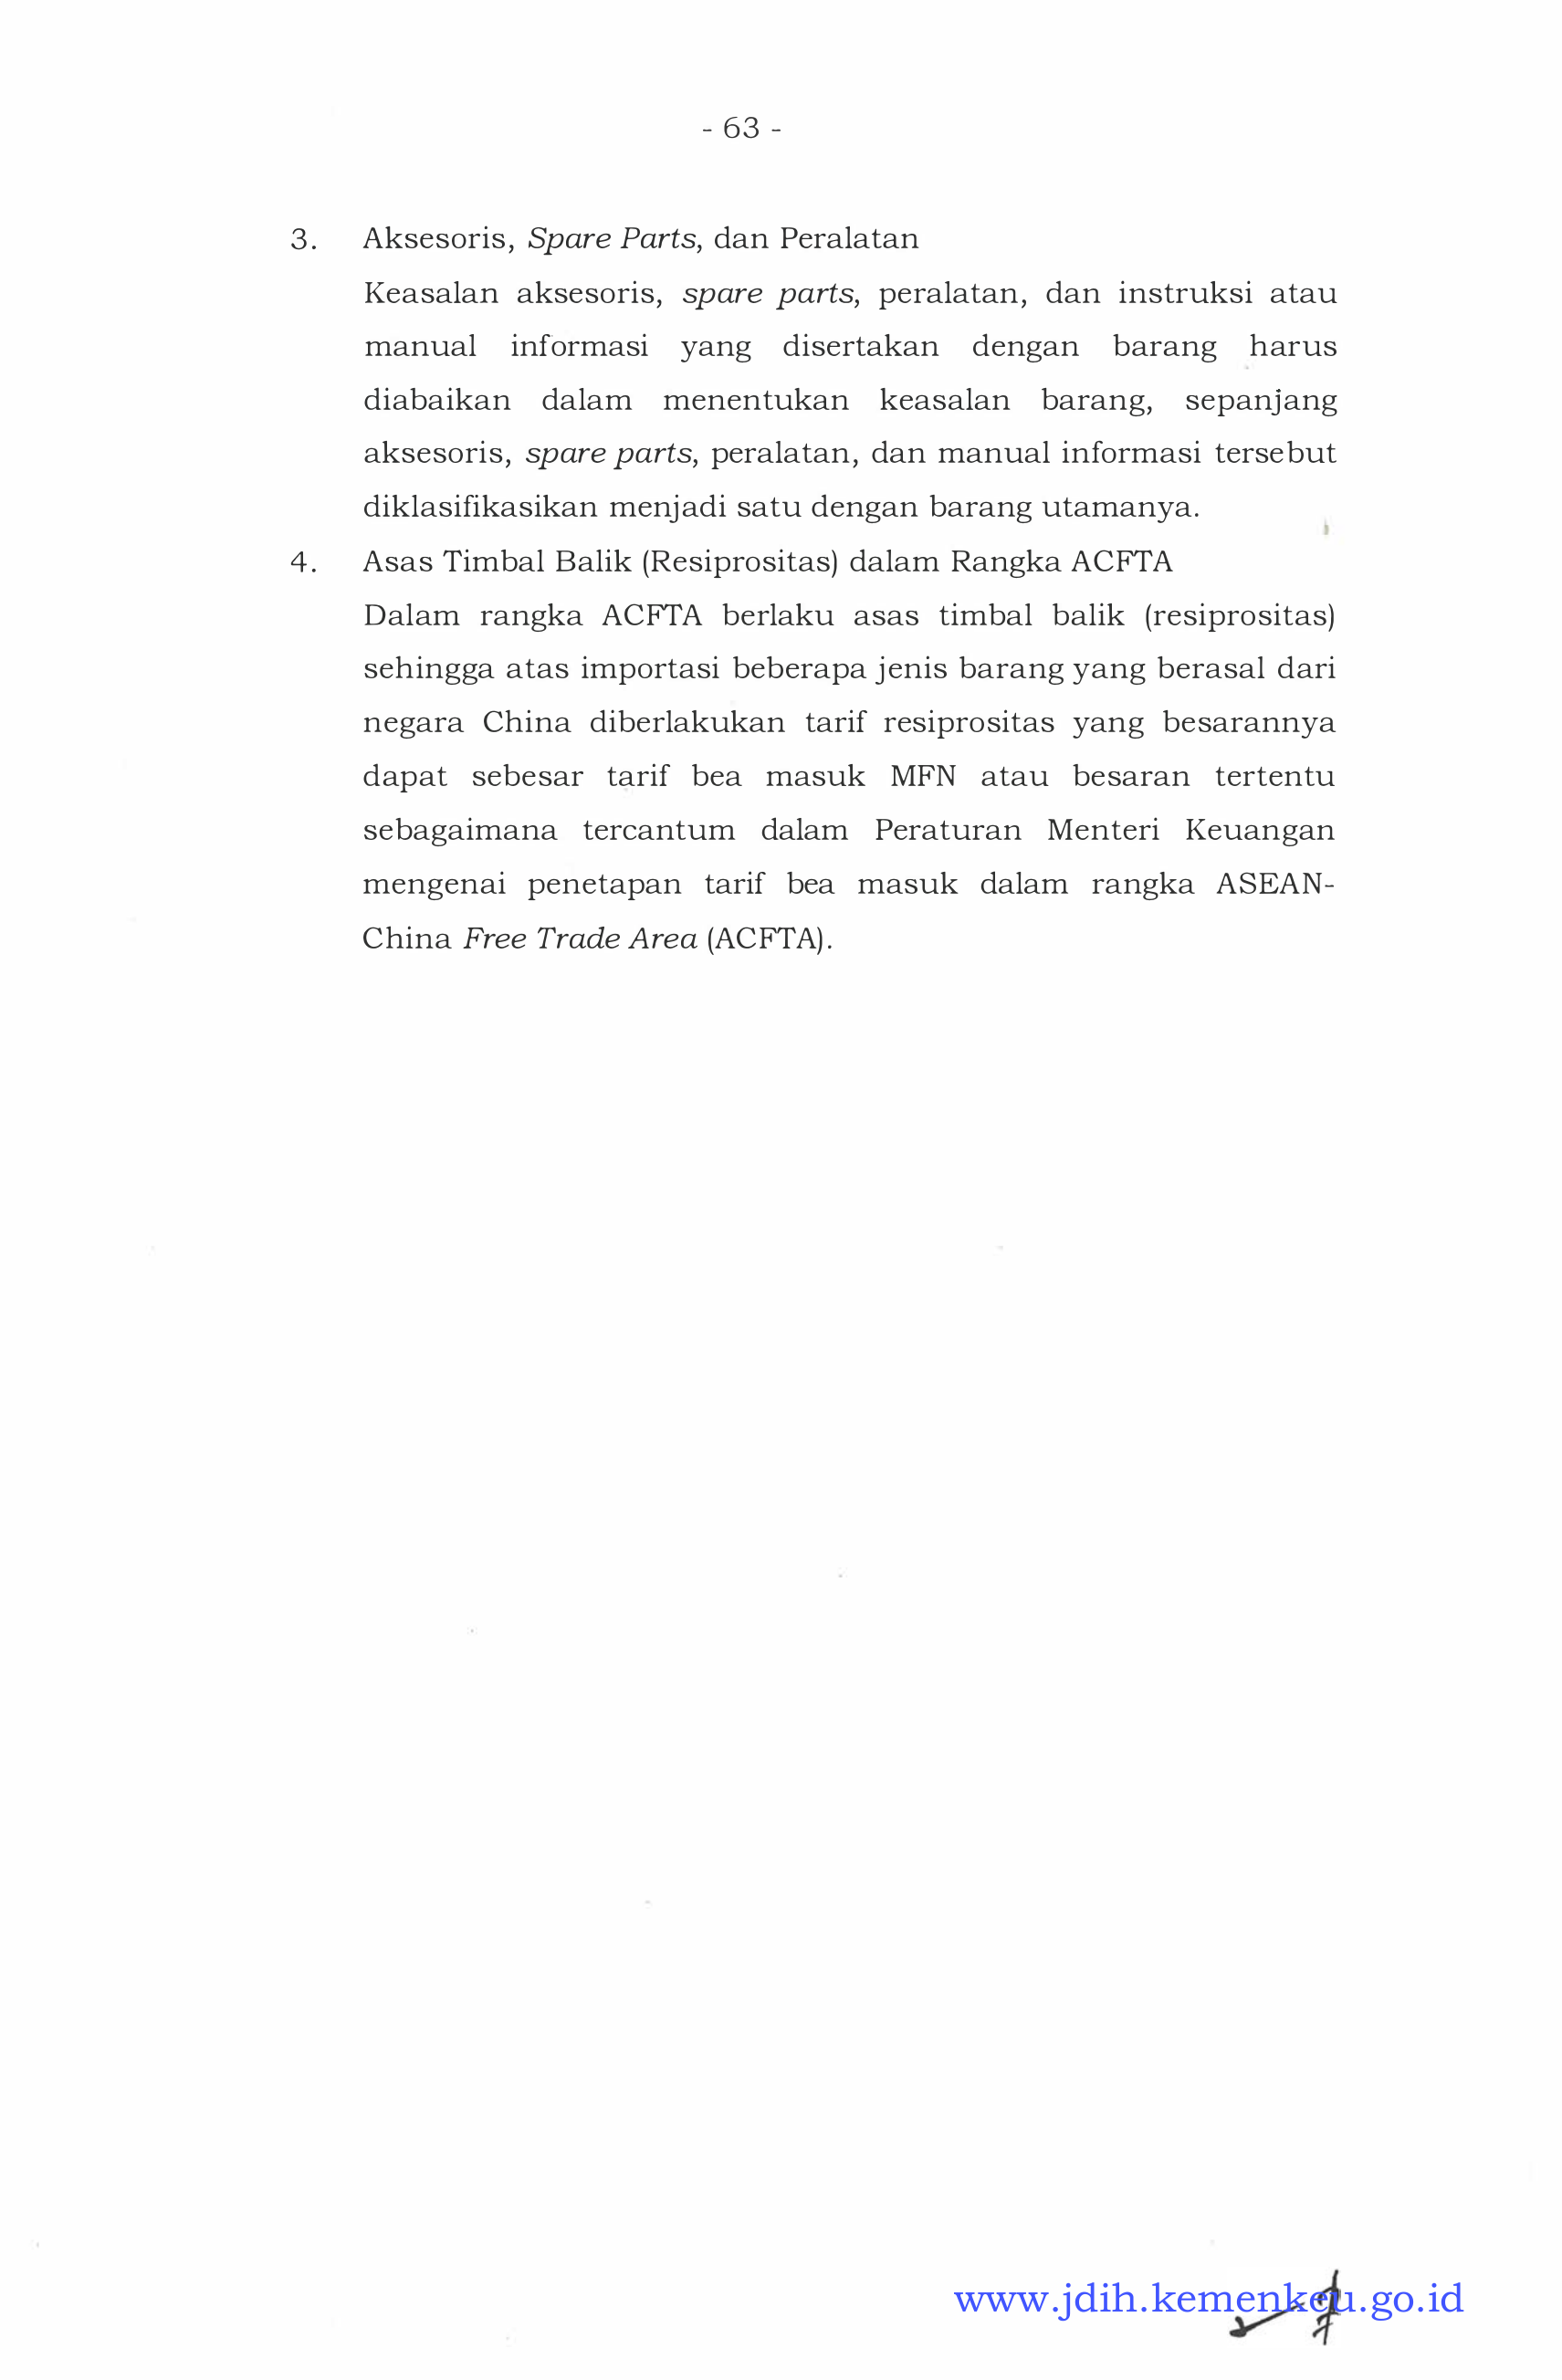 - 63 -
3. Aksesoris, Spare Parts, dan Peralatan
Keasalan aksesoris, spare parts, peralatan, dan instruksi atau
manual informasi yang disertakan dengan barang harus
diabaikan dalam menentukan keasalan barang, sepanjang
aksesoris, spare parts, peralatan, dan manual informasi tersebut
diklasifikasikan menjadi satu dengan barang utamanya.
4. Asas Timbal Balik (Resiprositas) dalam Rangka ACFTA
Dalam rangka ACFTA berlaku asas timbal balik (resiprositas)
sehingga atas importasi beberapa jenis barang yang berasal dari
negara China diberlakukan tarif resiprositas yang besarannya
dapat sebesar tarif bea masuk MFN atau besaran tertentu
sebagaimana tercantum dalam Peraturan Menteri Keuangan
mengenai penetapan tarif bea masuk dalam rangka ASEAN-
China Free Trade Area (ACFTA).
www.jdih.kemenkeu.go.id